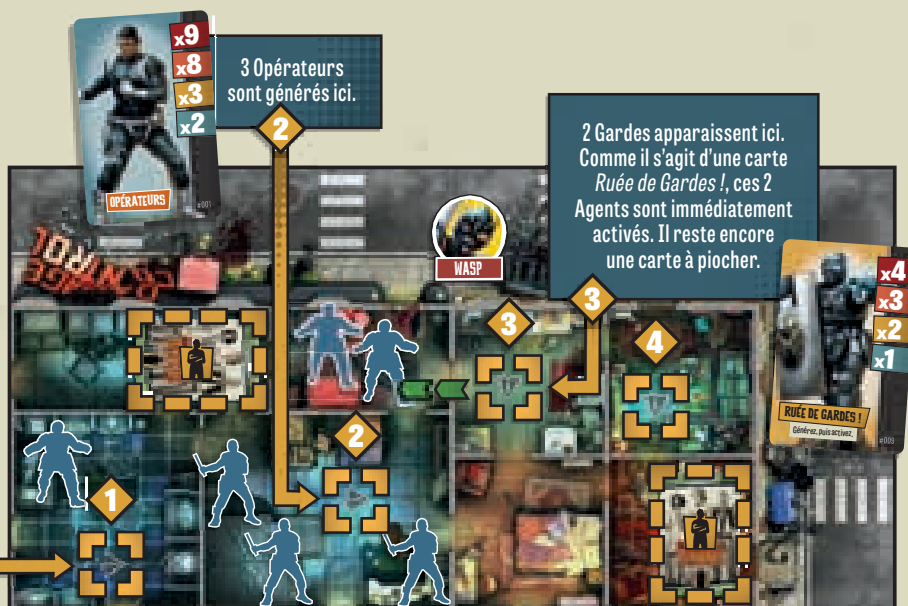 x9
x8
x3
x2
OPÉRATEURS
#001
3 Opérateurs
sont générés ici.
2
2 Gardes apparaissent ici.
Comme il s'agit d'une carte
Ruée de Gardes !, ces 2
Agents sont immédiatement
activés. Il reste encore
une carte à piocher.
3
x4
x3
x2
x1
RUÉE DE GARDES !
Générez, puis activez.
#009
WASP
3
4
2
1